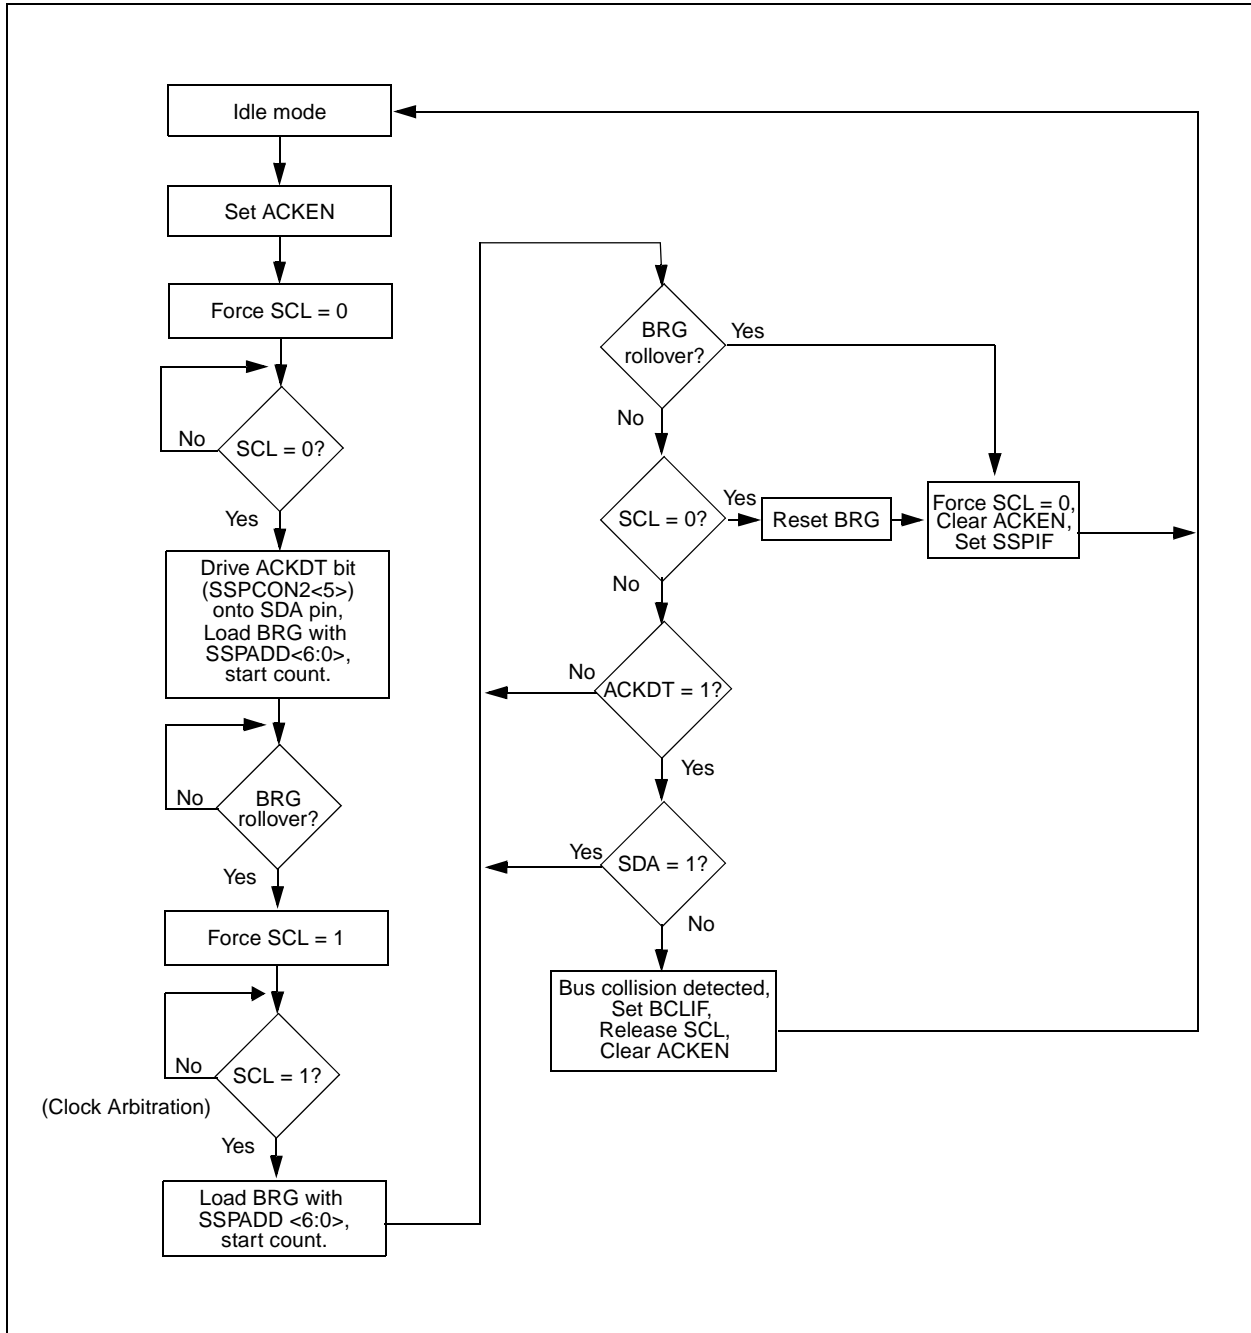 Idle mode
Set ACKEN
Force SCL = 0
No
SCL = 0?
Yes
Drive ACKDT bit
(SSPCON2<5>)
onto SDA pin,
Load BRG with
SSPADD<6:0>,
start count.
No
BRG
rollover?
Yes
Force SCL = 1
No
SCL = 1?
(Clock Arbitration)
Yes
Load BRG with
SSPADD <6:0>,
start count.
BRG
rollover?
Yes
No
SCL = 0?
Yes
Reset BRG
Force SCL = 0,
Clear ACKEN,
Set SSPIF
No
ACKDT = 1?
No
Yes
SDA = 1?
Yes
No
Bus collision detected,
Set BCLIF,
Release SCL,
Clear ACKEN